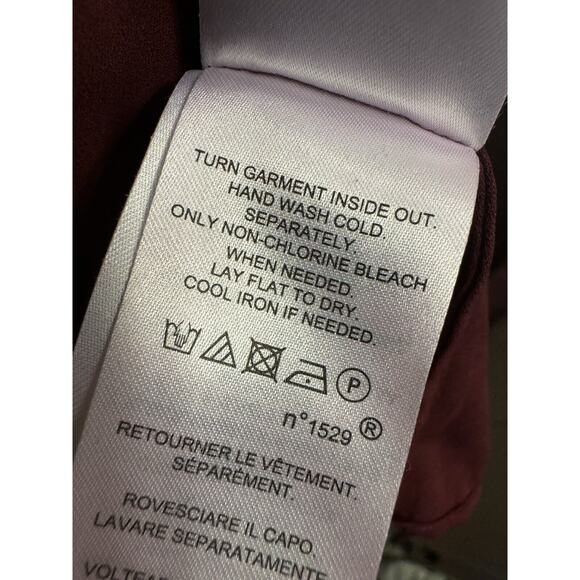 TURN GARMENT INSIDE OUT.
HAND WASH COLD.
SEPARATELY.
ONLY NON-CHLORINE BLEACH
WHEN NEEDED.
LAY FLAT TO DRY.
COOL IRON IF NEEDED.
P
n°1529 ®
RETOURNER LE VÊTEMENT.
SÉPARÉMENT.
ROVESCIARE IL CAPO.
LAVARE SEPARATAMENTE